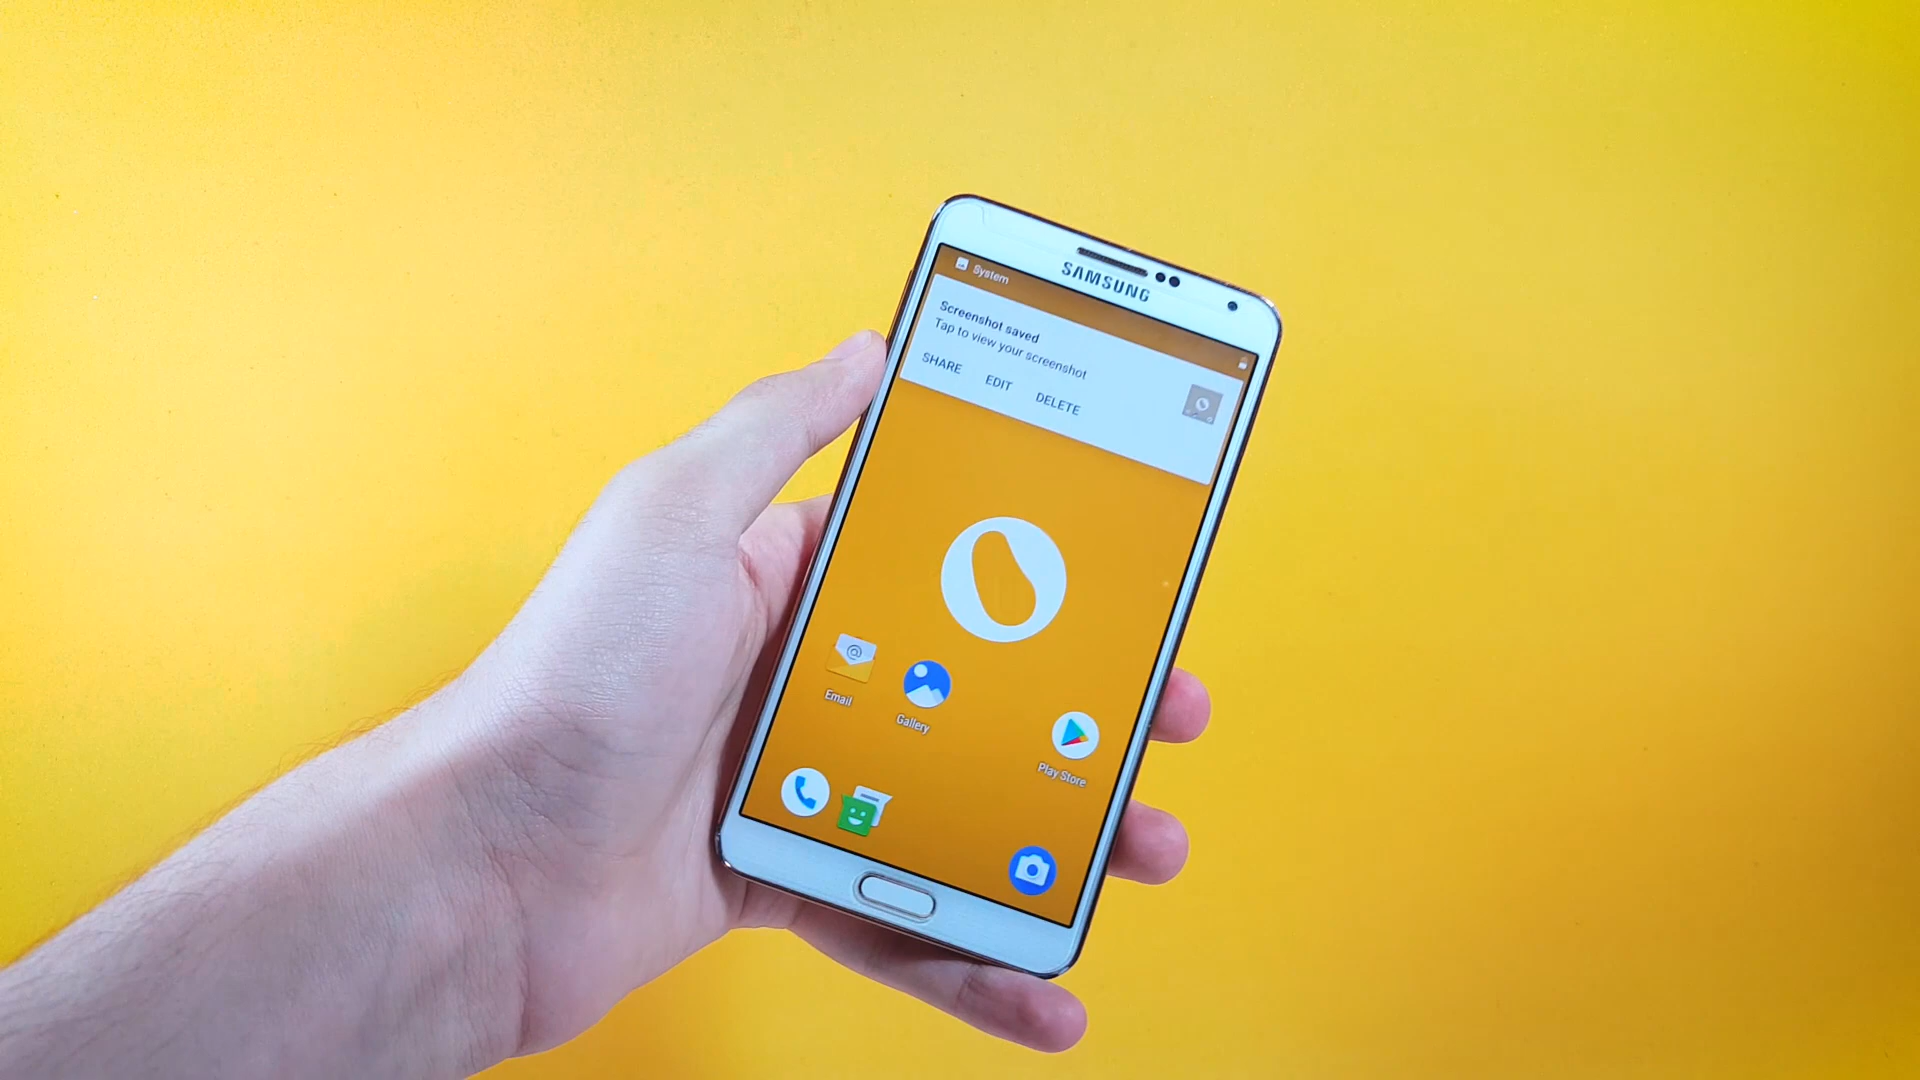 SAMSUNG
System
Screenshot saved
Tap to view your screenshot
SHARE EDIT DELETE
@
Email
Gallery
Play Store